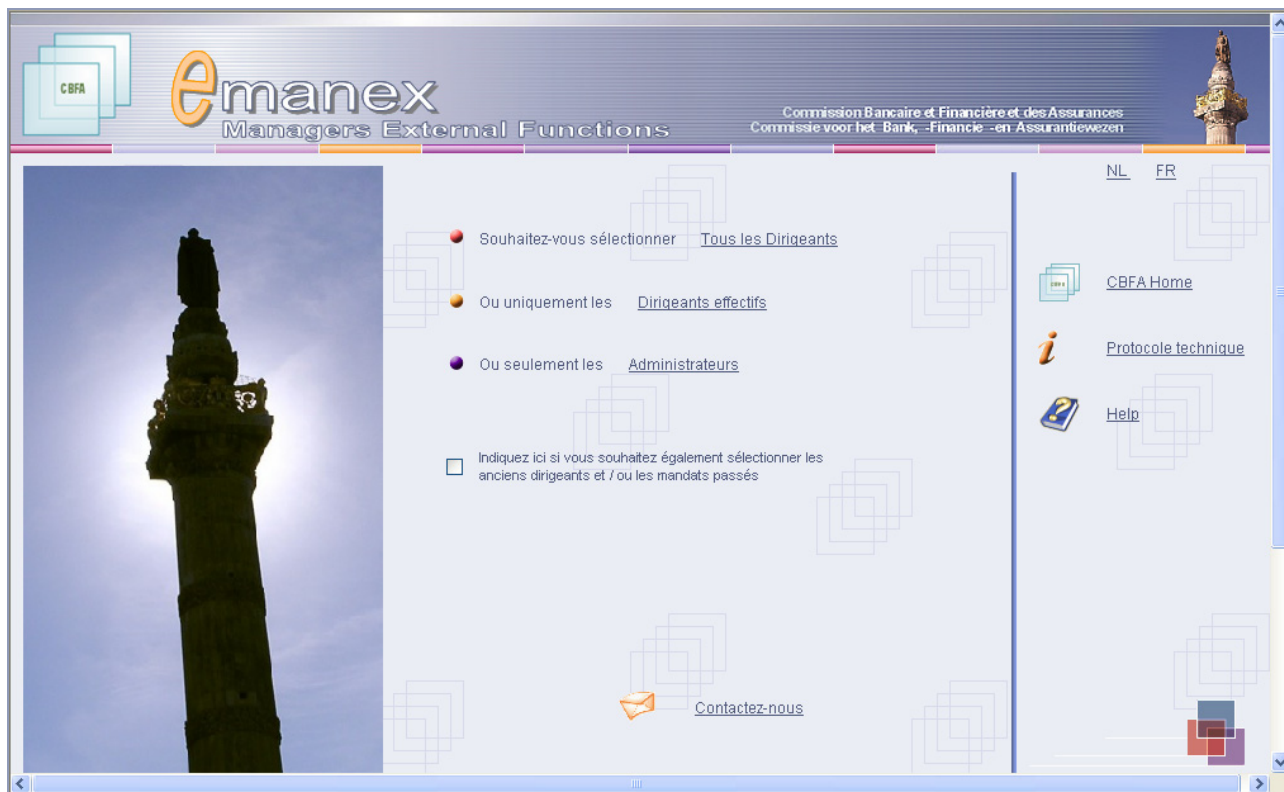 CBFA
emanex
Managers External Functions
Commission Bancaire et Financière et des Assurances
Commissie voor het Bank, -Financie -en Assurantiewezen
NL FR
Souhaitez-vous sélectionner Tous les Dirigeants
Ou uniquement les Dirigeants effectifs
Ou seulement les Administrateurs
Indiquez ici si vous souhaitez également sélectionner les
anciens dirigeants et / ou les mandats passés
Contactez-nous
CBFA
CBFA Home
Protocole technique
Help